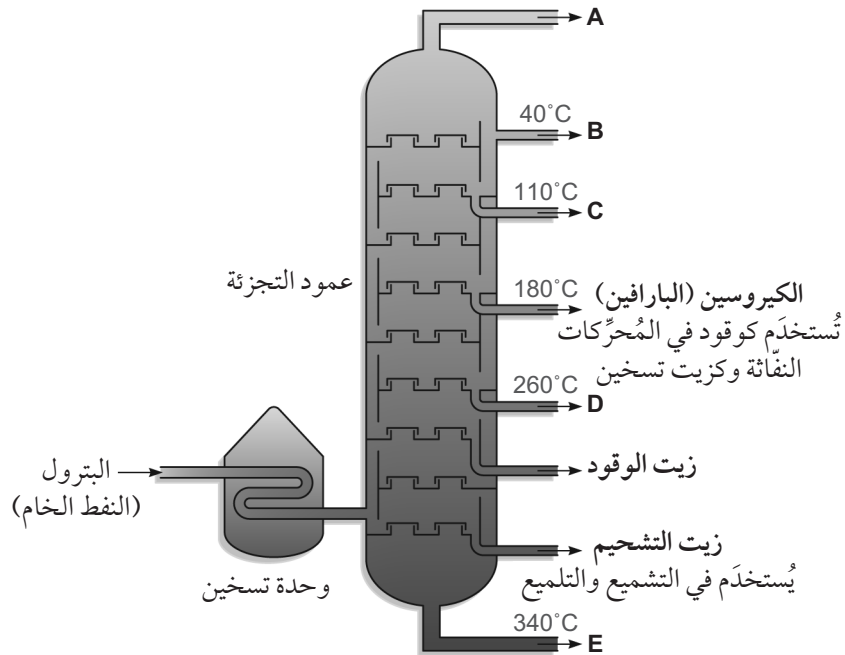 A
40°C
B
110°C
C
عمود التجزئة
180°C
الكيروسين (البارافين)
تُستخدَم كوقود في المُحرِّكات
النفّاثة وكزيت تسخين
260°C
D
البترول
(النفط الخام)
زيت الوقود
زيت التشحيم
يُستخدَم في التشميع والتلميع
وحدة تسخين
340°C
E